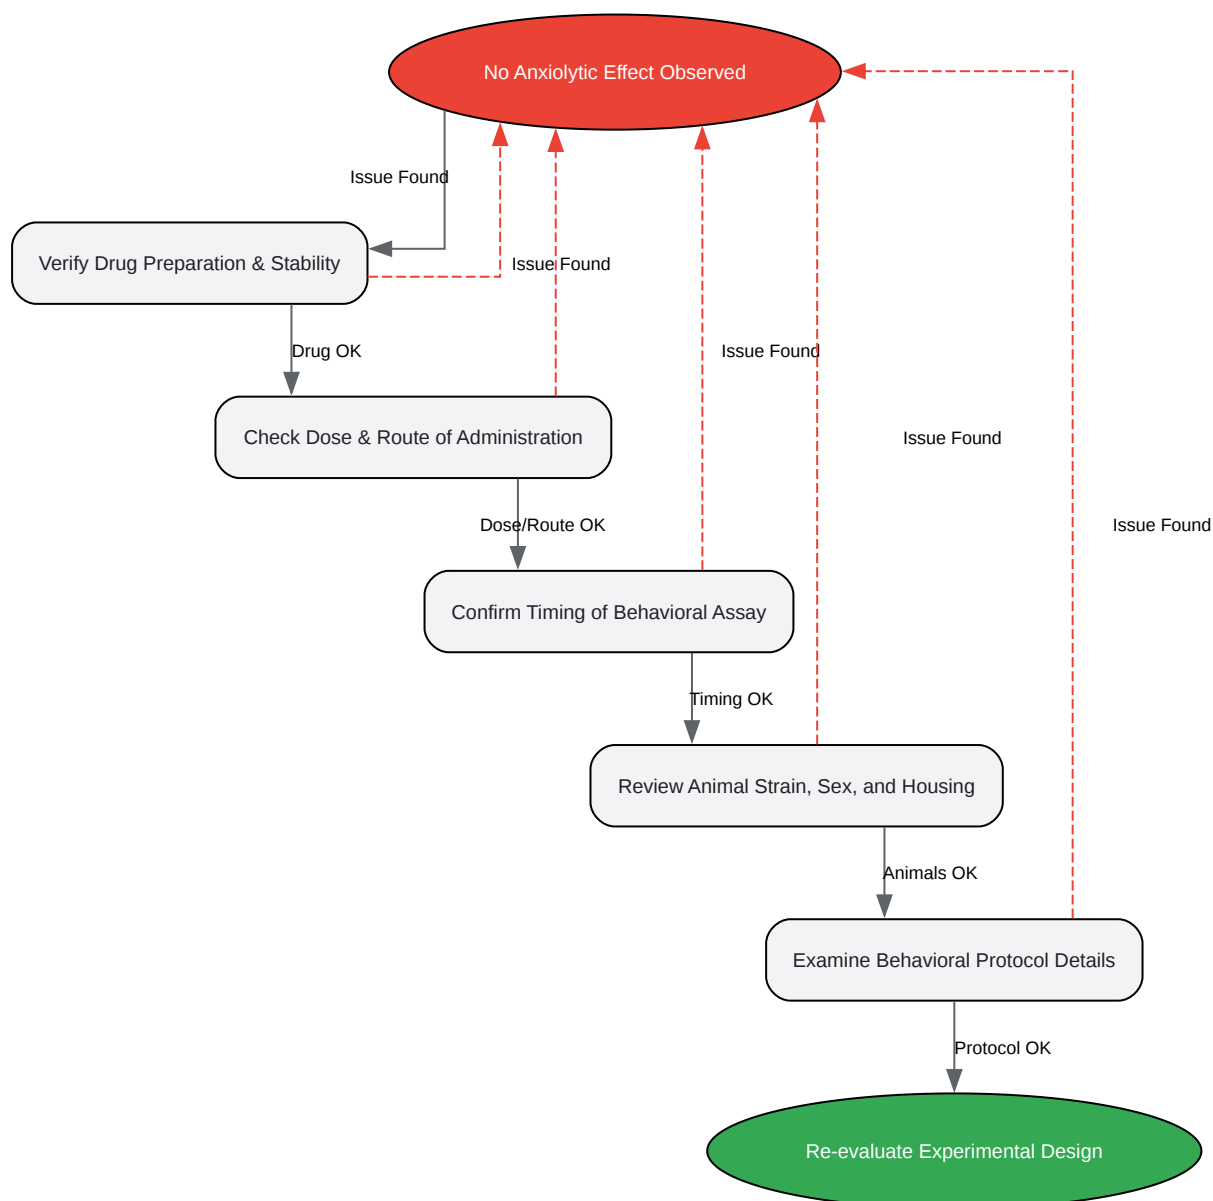 No Anxiolytic Effect Observed
Issue Found
Verify Drug Preparation & Stability
Issue Found
Drug OK
Issue Found
Check Dose & Route of Administration
Issue Found
Dose/Route OK
Issue Found
Confirm Timing of Behavioral Assay
Timing OK
Review Animal Strain, Sex, and Housing
Animals OK
Examine Behavioral Protocol Details
Protocol OK
Re-evaluate Experimental Design